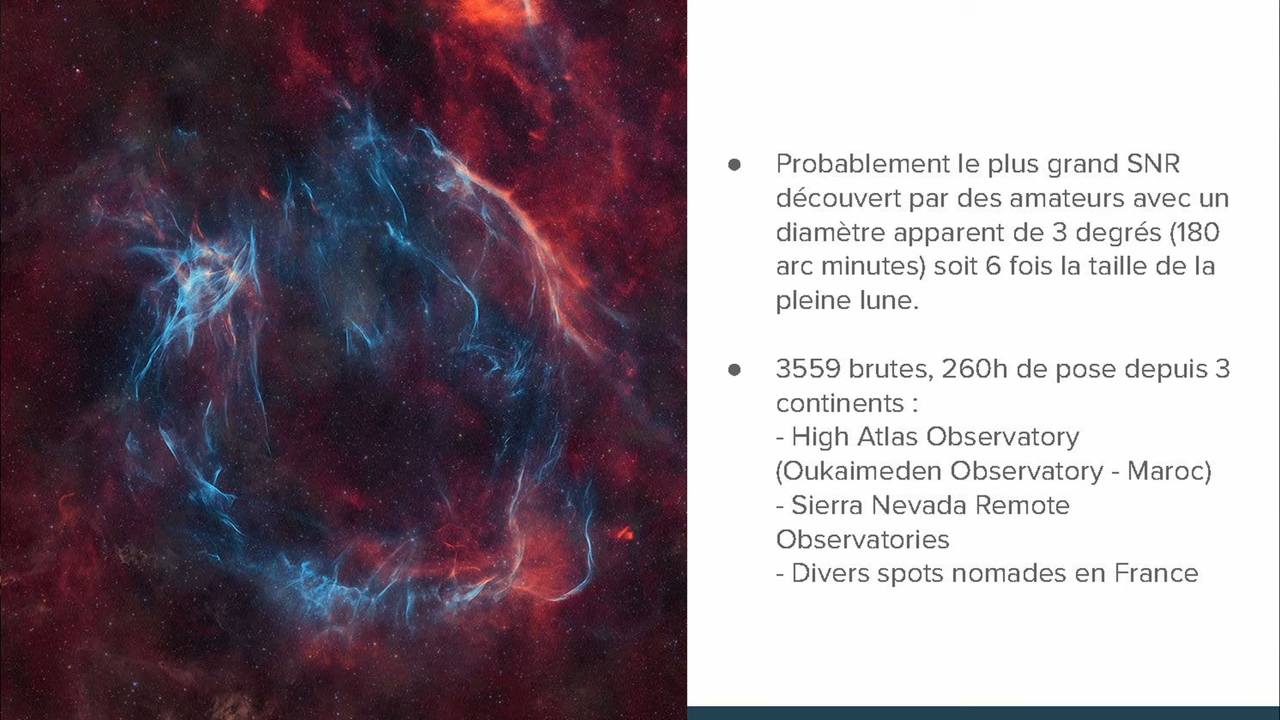 ● Probablement le plus grand SNR
découvert par des amateurs avec un
diamètre apparent de 3 degrés (180
arc minutes) soit 6 fois la taille de la
pleine lune.
● 3559 brutes, 260h de pose depuis 3
continents :
- High Atlas Observatory
(Oukaimeden Observatory - Maroc)
- Sierra Nevada Remote
Observatories
- Divers spots nomades en France